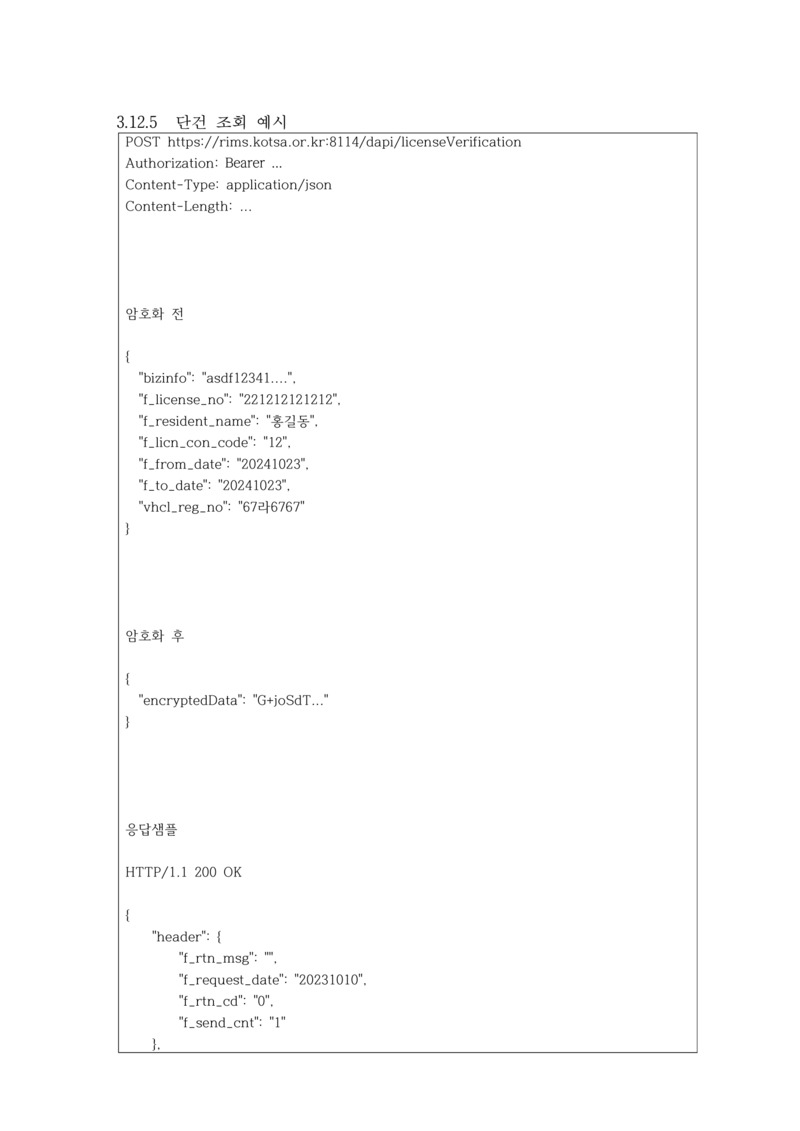 3.12.5 단건 조회 예시
POST https://rims.kotsa.or.kr:8114/dapi/licenseVerification
Authorization: Bearer ...
Content-Type: application/json
Content-Length: ...
암호화 전
{
"bizinfo": "asdf12341....",
"f_license_no": "221212121212",
"f_resident_name": "홍길동",
"f_licn_con_code": "12",
"f_from_date": "20241023",
"f_to_date": "20241023",
"vhcl_reg_no": "67라6767"
}
암호화 후
{
"encryptedData": "G+joSdT..."
}
응답샘플
HTTP/1.1 200 OK
{
"header": {
"f_rtn_msg": "",
"f_request_date": "20231010",
"f_rtn_cd": "0",
"f_send_cnt": "1"
},